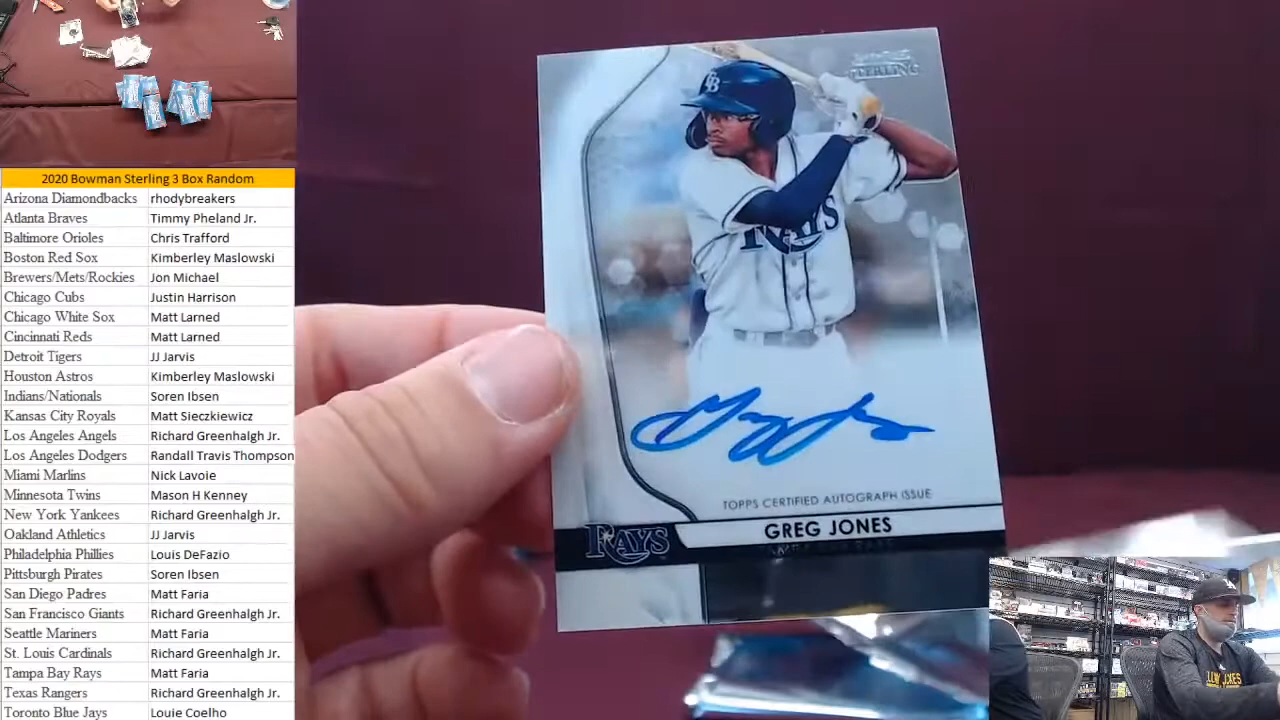 2020 Bowman Sterling 3 Box Random
Arizona Diamondbacks rhodybreakers
Atlanta Braves Timmy Pheland Jr.
Baltimore Orioles Chris Trafford
Boston Red Sox Kimberley Maslowski
Brewers/Mets/Rockies Jon Michael
Chicago Cubs Justin Harrison
Chicago White Sox Matt Larned
Cincinnati Reds Matt Larned
Detroit Tigers JJ Jarvis
Houston Astros Kimberley Maslowski
Indians/Nationals Soren Ibsen
Kansas City Royals Matt Sieczkiewicz
Los Angeles Angels Richard Greenhalgh Jr.
Los Angeles Dodgers Randall Travis Thompson
Miami Marlins Nick Lavoie
Minnesota Twins Mason H Kenney
New York Yankees Richard Greenhalgh Jr.
Oakland Athletics JJ Jarvis
Philadelphia Phillies Louis DeFazio
Pittsburgh Pirates Soren Ibsen
San Diego Padres Matt Faria
San Francisco Giants Richard Greenhalgh Jr.
Seattle Mariners Matt Faria
St. Louis Cardinals Richard Greenhalgh Jr.
Tampa Bay Rays Matt Faria
Texas Rangers Richard Greenhalgh Jr.
Toronto Blue Jays Louie Coelho
STERLING
TB
RAYS
TOPPS CERTIFIED AUTOGRAPH ISSUE
GREG JONES
RAYS